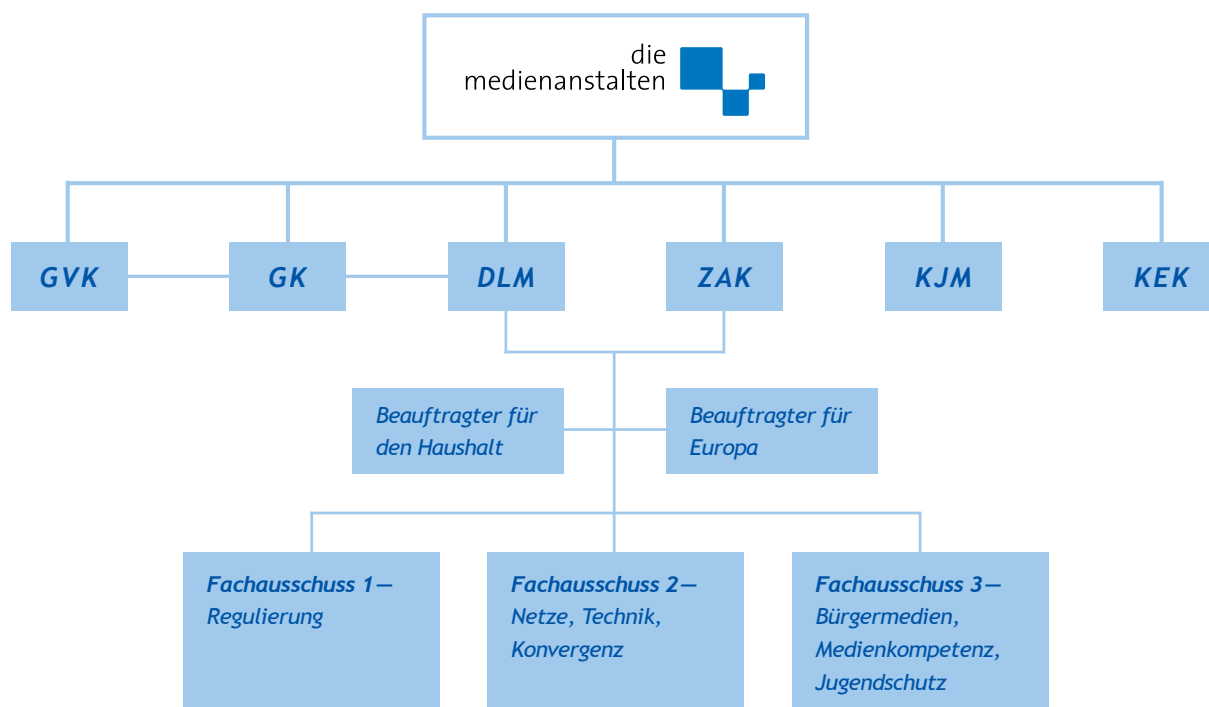 die
medienanstalten
GVK
GK
DLM
ZAK
KJM
KEK
Beauftragter für
den Haushalt
Beauftragter für
Europa
Fachausschuss 1—
Regulierung
Fachausschuss 2—
Netze, Technik,
Konvergenz
Fachausschuss 3—
Bürgermedien,
Medienkompetenz,
Jugendschutz